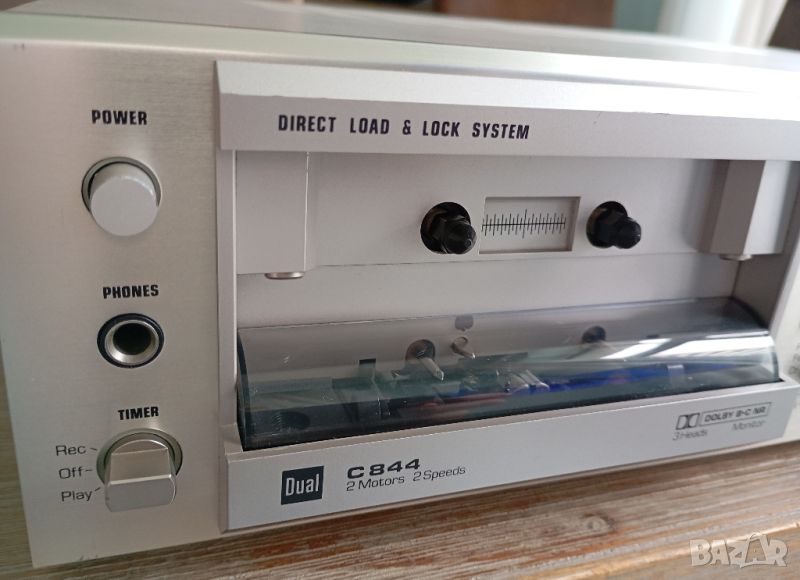 POWER
DIRECT LOAD & LOCK SYSTEM
PHONES
TIMER
Rec
Off
Play
Dual
C844
2 Motors 2 Speeds
DOLBY B-C NR
3 Heads Monitor
BAZAR